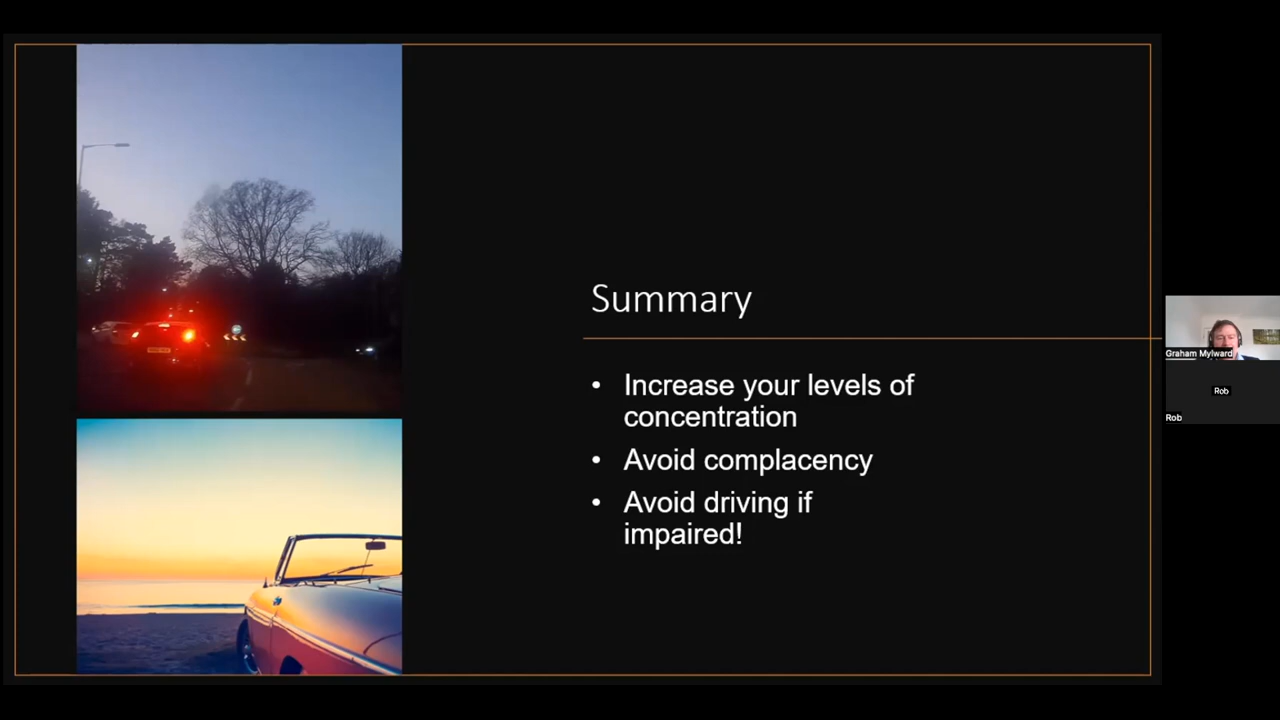 Summary
• Increase your levels of
concentration
• Avoid complacency
• Avoid driving if
impaired!
Graham Mylward
Rob
Rob